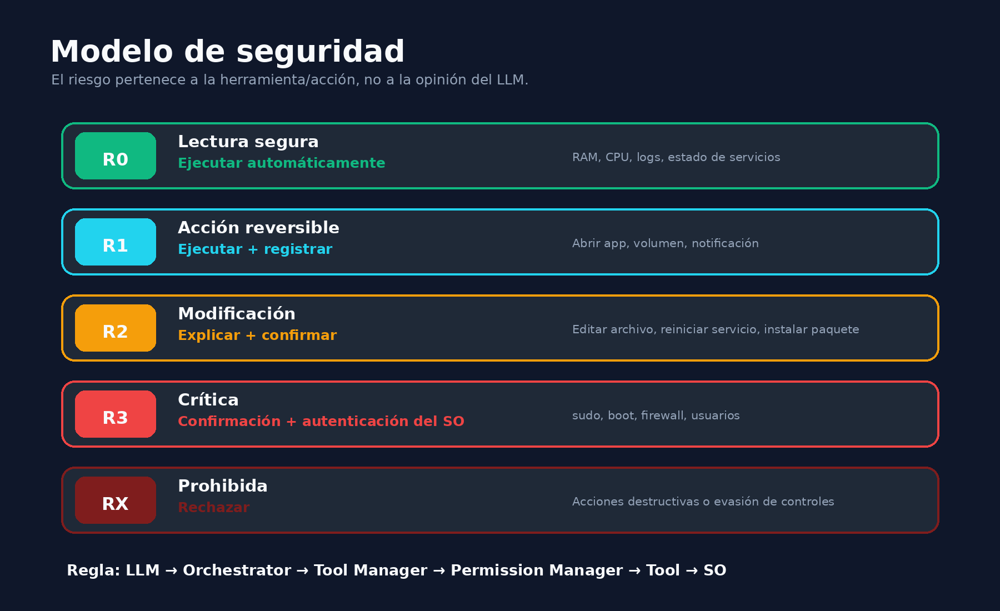 Modelo de seguridad
El riesgo pertenece a la herramienta/acción, no a la opinión del LLM.
R0
Lectura segura
Ejecutar automáticamente
RAM, CPU, logs, estado de servicios
R1
Acción reversible
Ejecutar + registrar
Abrir app, volumen, notificación
R2
Modificación
Explicar + confirmar
Editar archivo, reiniciar servicio, instalar paquete
R3
Crítica
Confirmación + autenticación del SO
sudo, boot, firewall, usuarios
RX
Prohibida
Rechazar
Acciones destructivas o evasión de controles
Regla: LLM → Orchestrator → Tool Manager → Permission Manager → Tool → SO